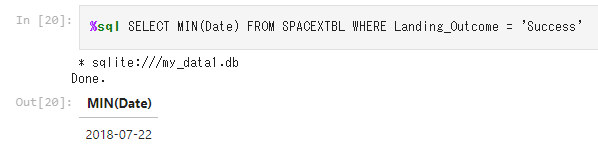 In [20]: %sql SELECT MIN(Date) FROM SPACEXTBL WHERE Landing_Outcome = 'Success'
* sqlite:///my_data1.db
Done.
Out[20]: MIN(Date)
2018-07-22